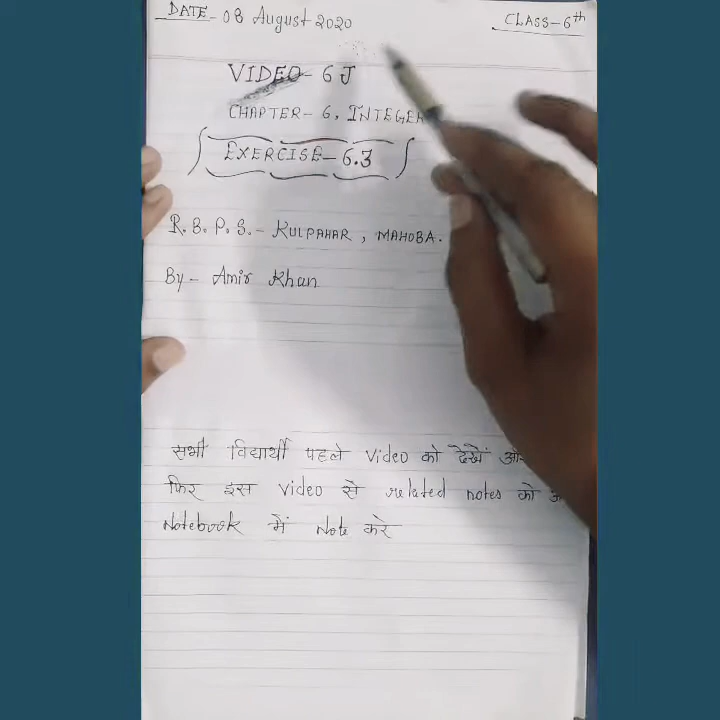 DATE - 08 August 2020
CLASS - 6th
VIDEO - 6 J
CHAPTER - 6, INTEGER
EXERCISE - 6.3
R. B. P. S. - KULPAHAR, MAHOBA.
By - Amir Khan
सभी विद्यार्थी पहले video को देखें
फिर इस video से related notes को
Notebook में Note करे